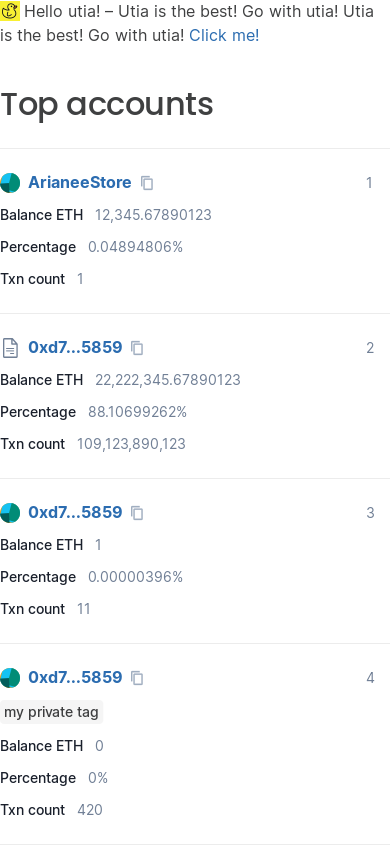 Hello utia! – Utia is the best! Go with utia! Utia
is the best! Go with utia! Click me!
Top accounts
ArianeeStore 1
Balance ETH 12,345.67890123
Percentage 0.04894806%
Txn count 1
0xd7...5859 2
Balance ETH 22,222,345.67890123
Percentage 88.10699262%
Txn count 109,123,890,123
0xd7...5859 3
Balance ETH 1
Percentage 0.00000396%
Txn count 11
0xd7...5859 4
my private tag
Balance ETH 0
Percentage 0%
Txn count 420